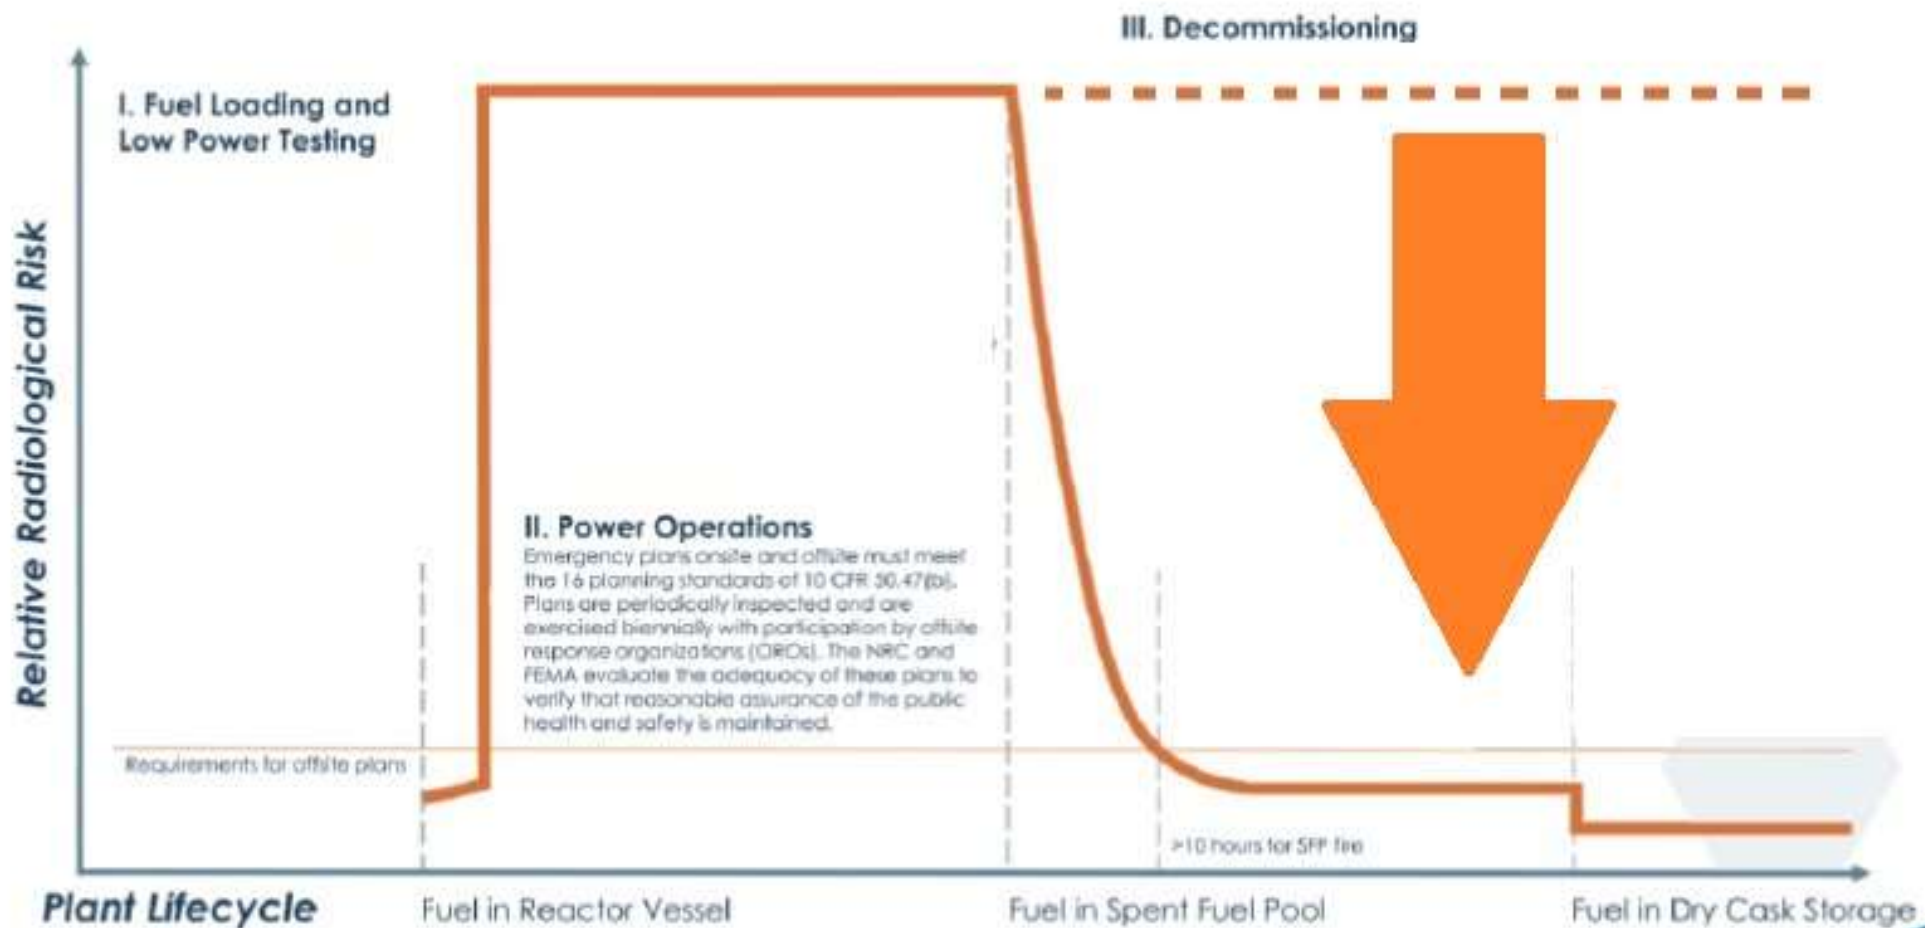 III. Decommissioning
I. Fuel Loading and
Low Power Testing
Relative Radiological Risk
II. Power Operations
Emergency plans onsite and offsite must meet
the 16 planning standards of 10 CFR 50.47(b).
Plans are periodically inspected and are
exercised biennially with participation by offsite
response organizations (OROs). The NRC and
FEMA evaluate the adequacy of these plans to
verify that reasonable assurance of the public
health and safety is maintained.
Requirements for offsite plans
>10 hours for SFP fire
Plant Lifecycle
Fuel in Reactor Vessel
Fuel in Spent Fuel Pool
Fuel in Dry Cask Storage